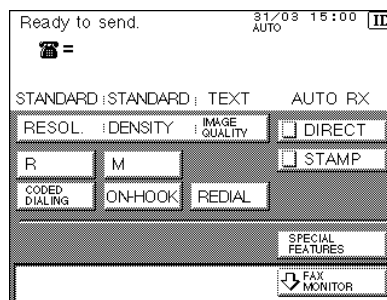 Ready to send.
31/03 15:00 ID
AUTO
=
STANDARD STANDARD TEXT AUTO RX
RESOL. DENSITY IMAGE QUALITY DIRECT
R M STAMP
CODED DIALING ON-HOOK REDIAL
SPECIAL FEATURES
FAX MONITOR